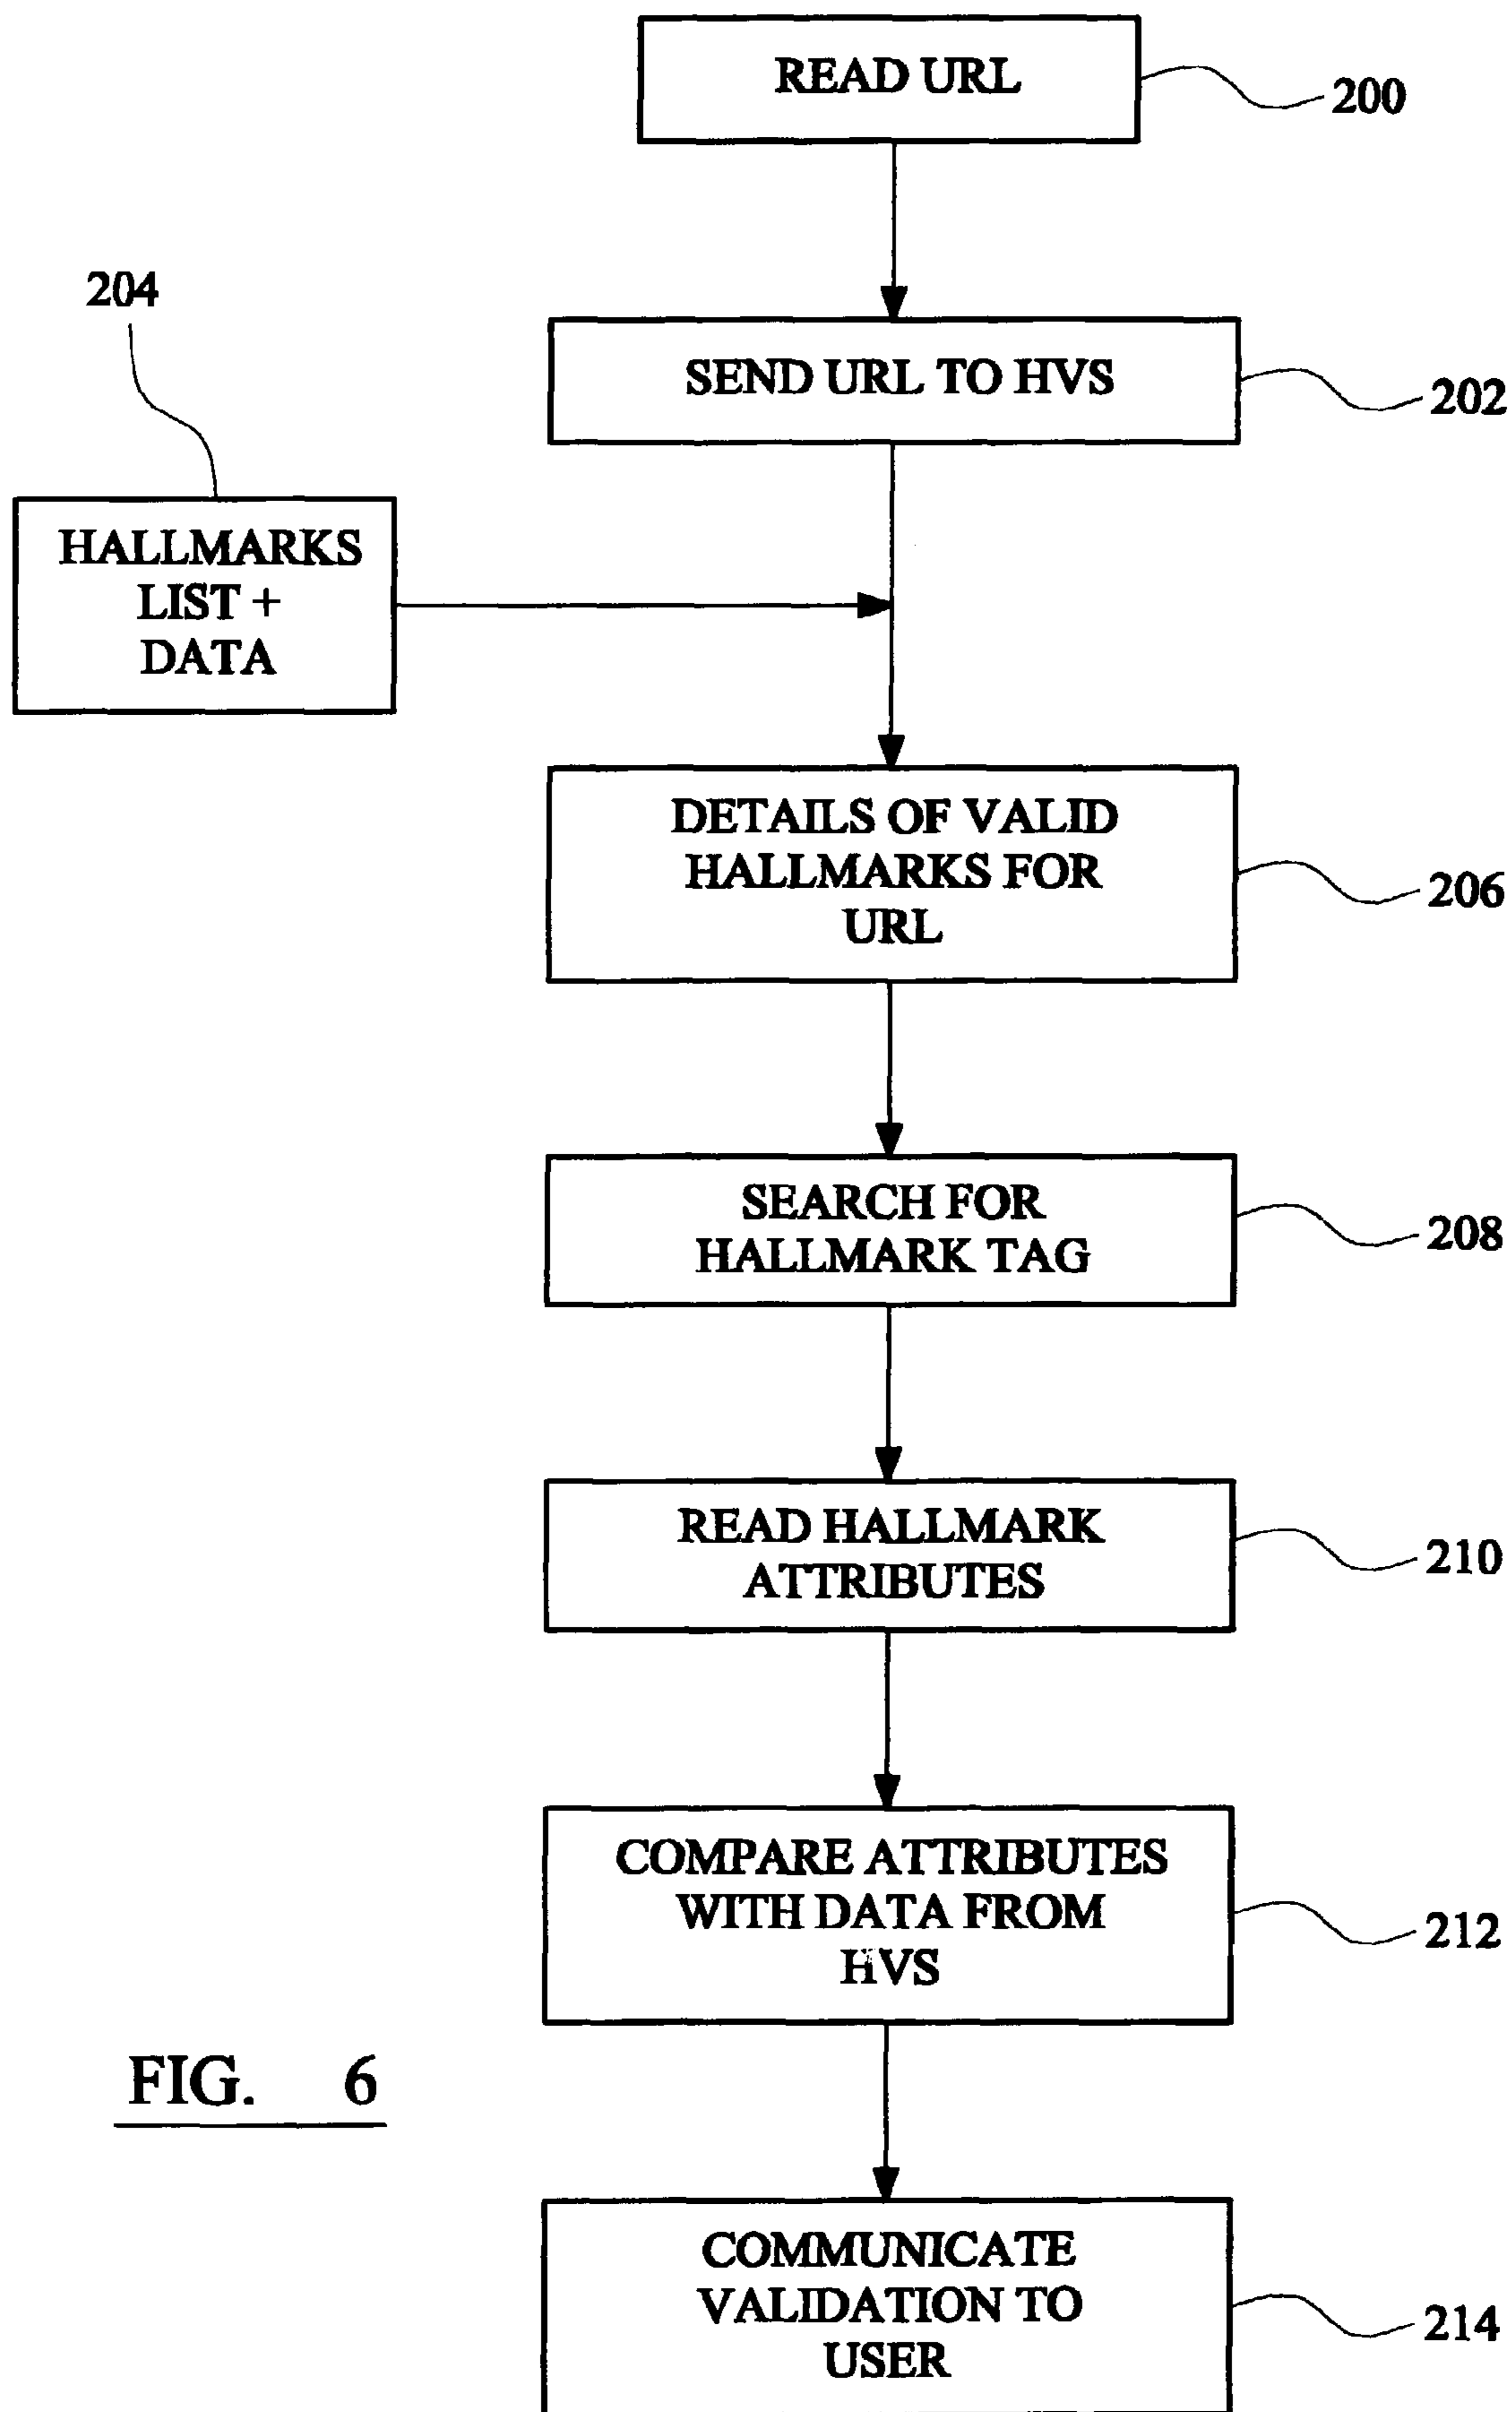 READ URL
200
204
SEND URL TO HVS
202
HALLMARKS
LIST +
DATA
DETAILS OF VALID
HALLMARKS FOR
URL
206
SEARCH FOR
HALLMARK TAG
208
READ HALLMARK
ATTRIBUTES
210
COMPARE ATTRIBUTES
WITH DATA FROM
HVS
212
FIG. 6
COMMUNICATE
VALIDATION TO
USER
214